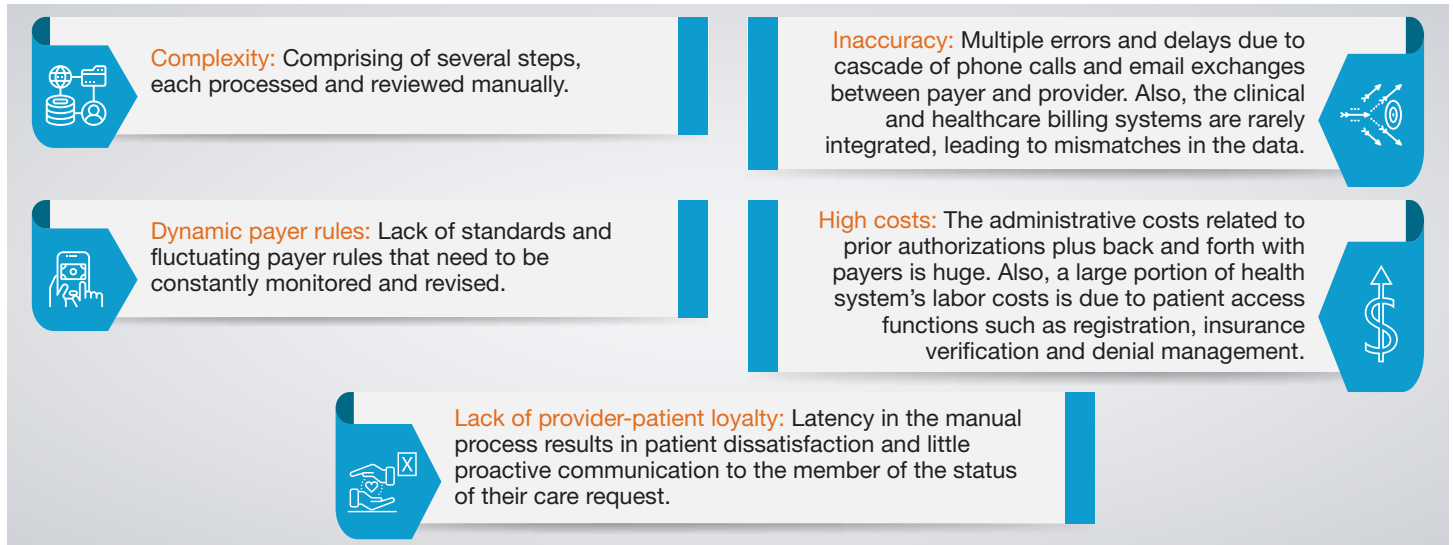 Complexity: Comprising of several steps,
each processed and reviewed manually.
Inaccuracy: Multiple errors and delays due to
cascade of phone calls and email exchanges
between payer and provider. Also, the clinical
and healthcare billing systems are rarely
integrated, leading to mismatches in the data.
Dynamic payer rules: Lack of standards and
fluctuating payer rules that need to be
constantly monitored and revised.
High costs: The administrative costs related to
prior authorizations plus back and forth with
payers is huge. Also, a large portion of health
system’s labor costs is due to patient access
functions such as registration, insurance
verification and denial management.
Lack of provider-patient loyalty: Latency in the manual
process results in patient dissatisfaction and little
proactive communication to the member of the status
of their care request.